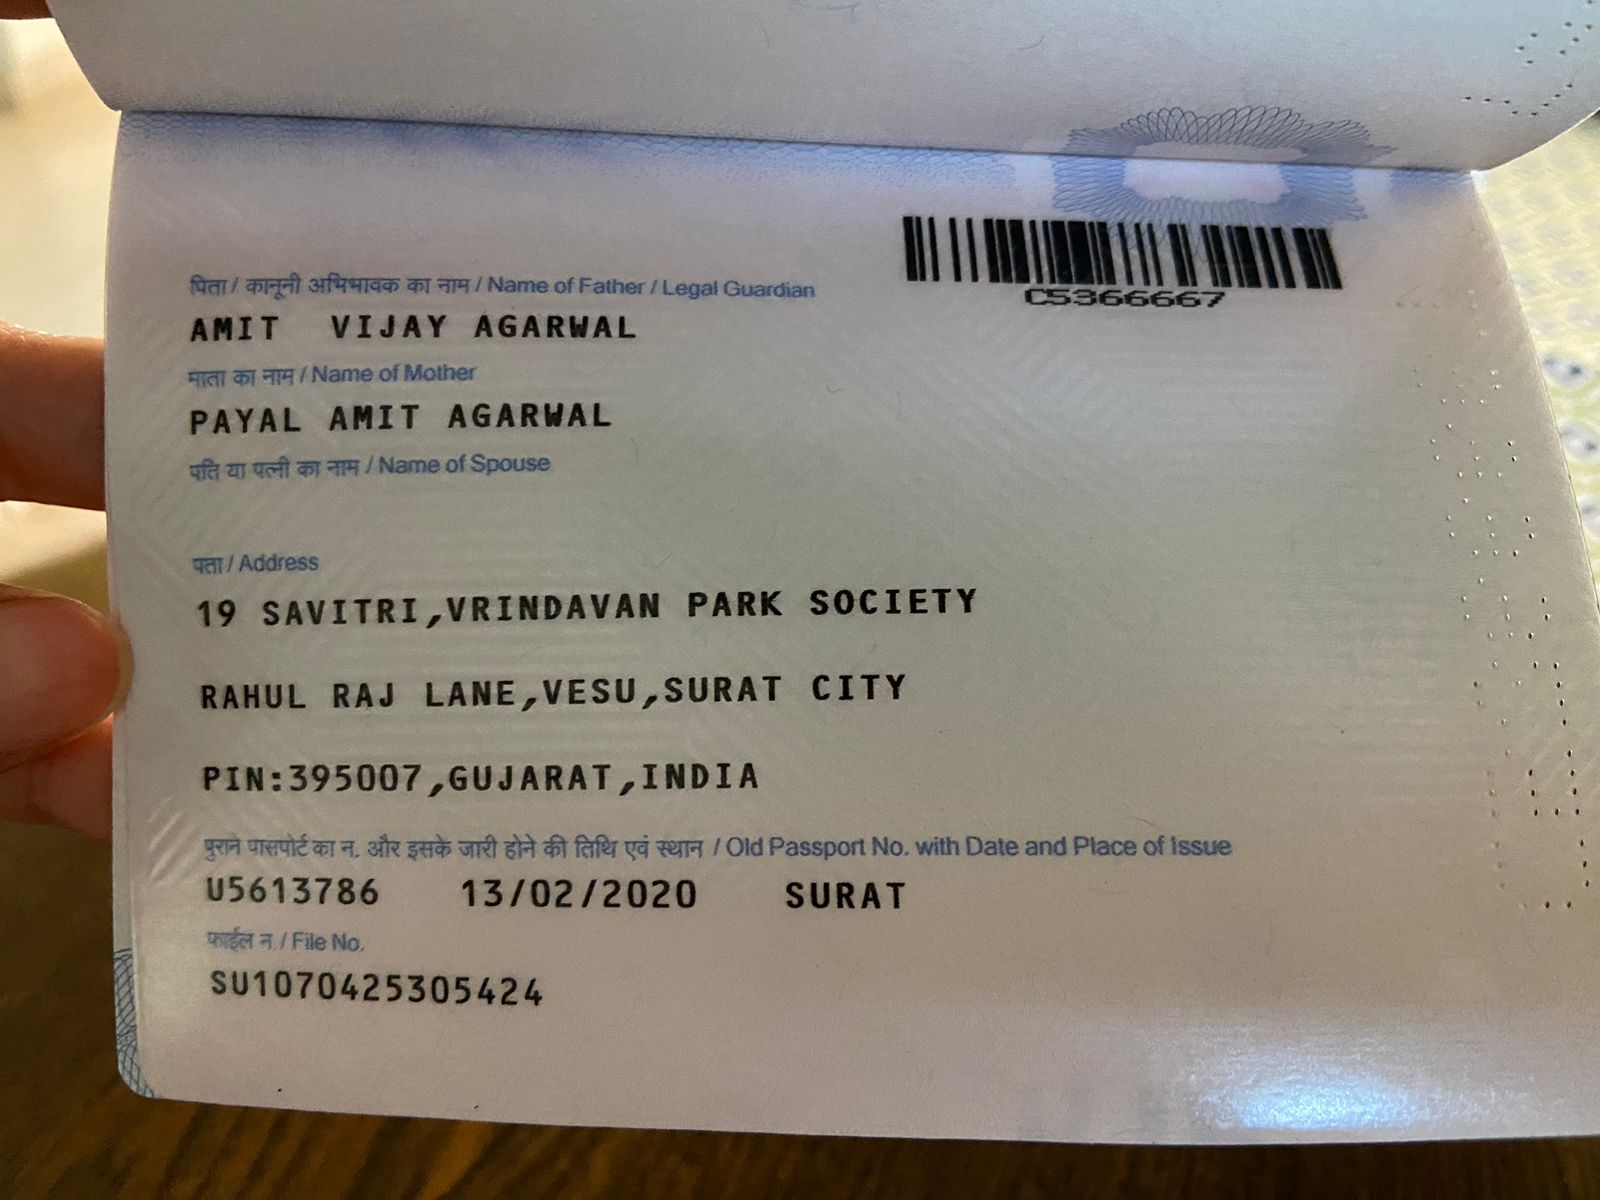 C5366667
पिता / कानूनी अभिभावक का नाम / Name of Father / Legal Guardian
AMIT VIJAY AGARWAL
माता का नाम / Name of Mother
PAYAL AMIT AGARWAL
पति या पत्नी का नाम / Name of Spouse
पता / Address
19 SAVITRI,VRINDAVAN PARK SOCIETY
RAHUL RAJ LANE,VESU,SURAT CITY
PIN:395007,GUJARAT,INDIA
पुराने पासपोर्ट का न. और इसके जारी होने की तिथि एवं स्थान / Old Passport No. with Date and Place of Issue
U5613786 13/02/2020 SURAT
फाईल न. / File No.
SU1070425305424